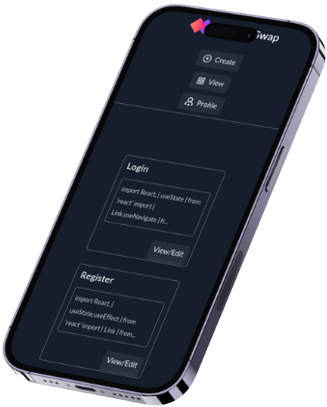 Swap
Create
View
Profile
Login
import React, { useState } from
'react' import {
Link,useNavigate } fr...
View/Edit
Register
import React, {
useState,useEffect } from
'react' import { Link } from...
View/Edit